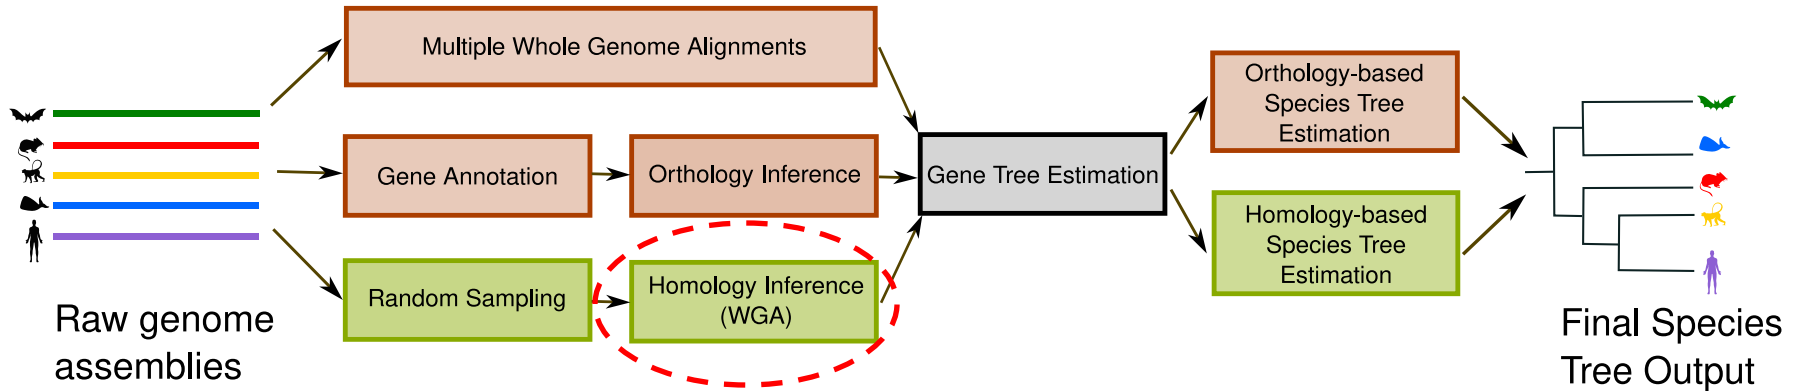 Multiple Whole Genome Alignments
Gene Annotation
Orthology Inference
Random Sampling
Homology Inference
(WGA)
Gene Tree Estimation
Orthology-based
Species Tree
Estimation
Homology-based
Species Tree
Estimation
Raw genome
assemblies
Final Species
Tree Output